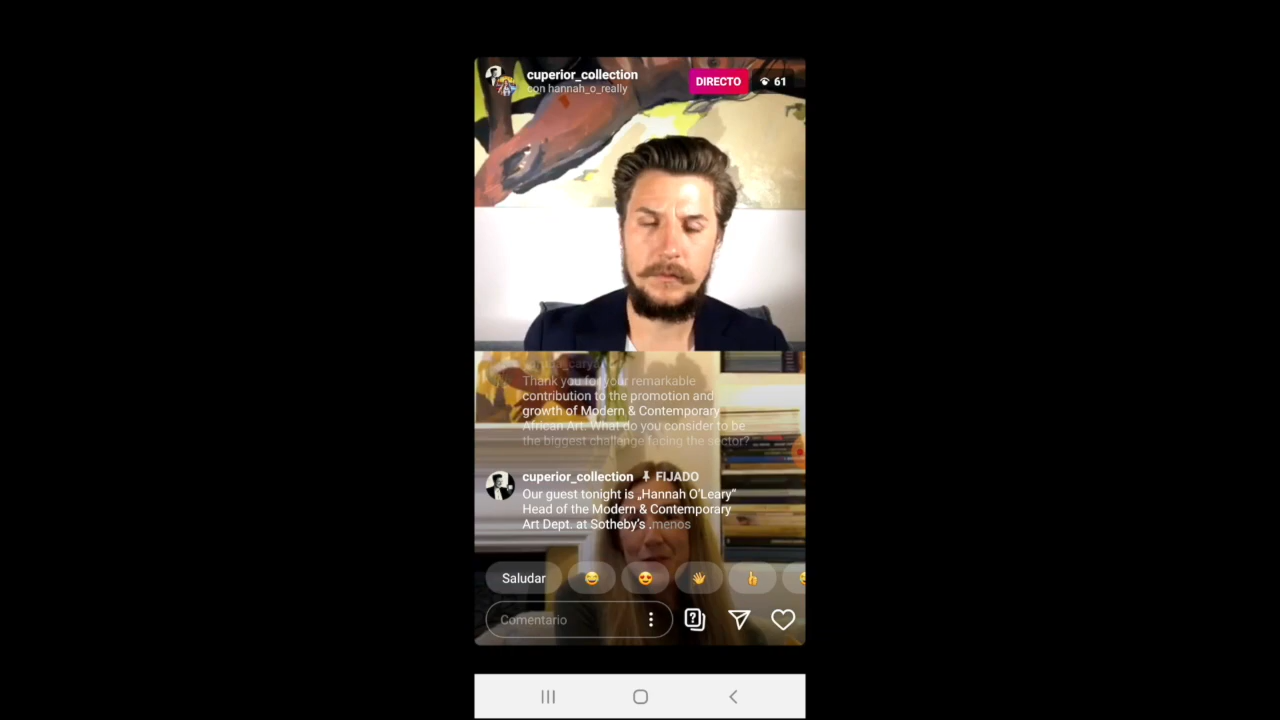 cuperior_collection
con hannah_o_really
DIRECTO
61
Thank you for your remarkable
contribution to the promotion and
growth of Modern & Contemporary
African Art. What do you consider to be
the biggest challenge facing the sector?
cuperior_collection FIJADO
Our guest tonight is „Hannah O'Leary“
Head of the Modern & Contemporary
Art Dept. at Sotheby's .menos
Saludar
Comentario